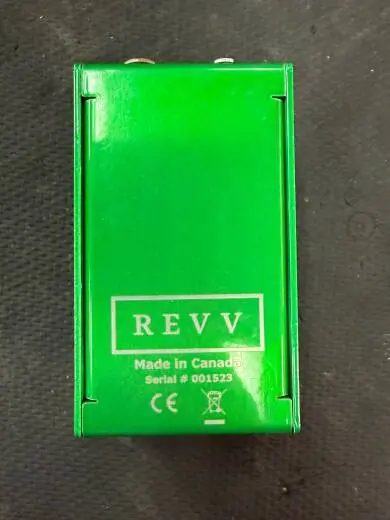 REVV
Made in Canada
Serial # 001523
CE